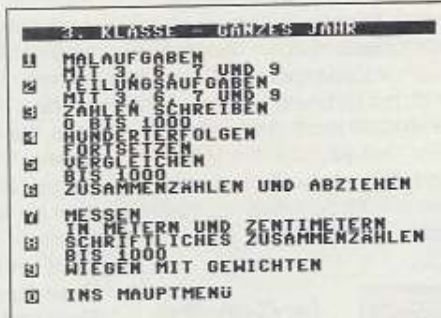 3. KLASSE - GANZES JAHR
1 MALAUFGABEN
MIT 3, 6, 7 UND 9
2 TEILUNGSAUFGABEN
MIT 3, 6, 7 UND 9
3 ZAHLEN SCHREIBEN
0 BIS 1000
4 HUNDERTERFOLGEN
FORTSETZEN
5 VERGLEICHEN
BIS 1000
6 ZUSAMMENZÄHLEN UND ABZIEHEN
7 MESSEN
IN METERN UND ZENTIMETERN
8 SCHRIFTLICHES ZUSAMMENZÄHLEN
BIS 1000
9 WIEGEN MIT GEWICHTEN
0 INS HAUPTMENÜ